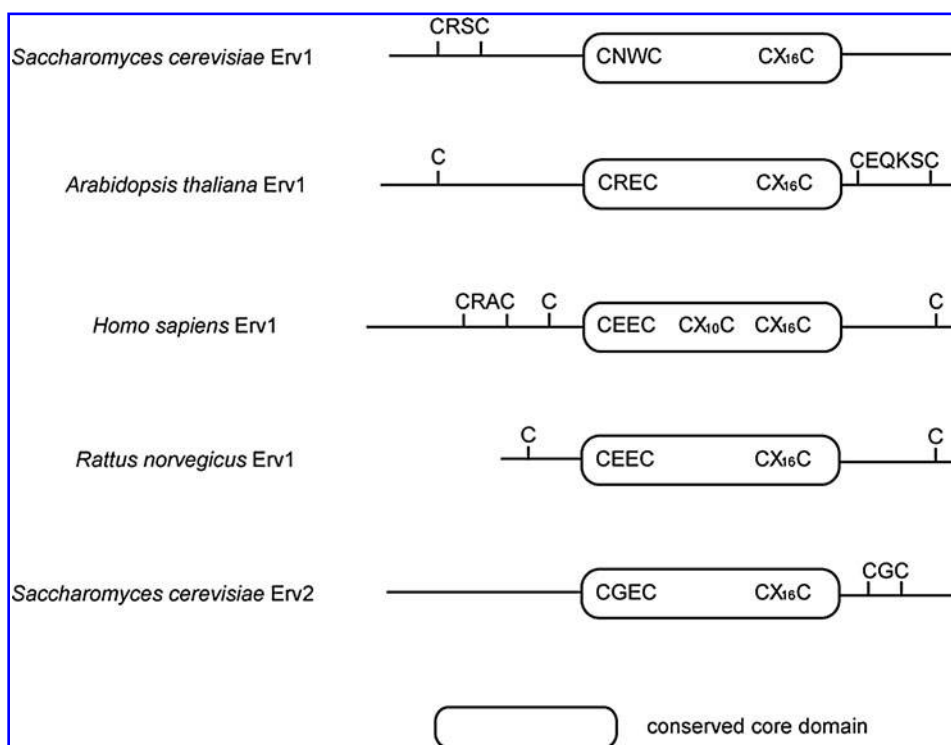 CRSC
Saccharomyces cerevisiae Erv1 CNWC CX₁₆C
C CEQKSC
Arabidopsis thaliana Erv1 CREC CX₁₆C
CRAC C C
Homo sapiens Erv1 CEEC CX₁₀C CX₁₆C
C C
Rattus norvegicus Erv1 CEEC CX₁₆C
CGC
Saccharomyces cerevisiae Erv2 CGEC CX₁₆C
conserved core domain